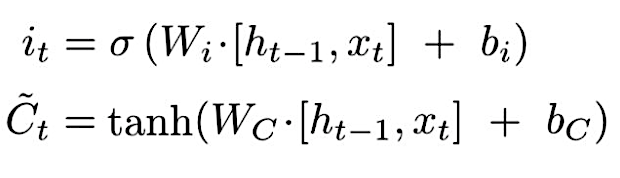 i_t = σ (W_i·[h_{t−1}, x_t] + b_i)
C̃_t = tanh(W_C·[h_{t−1}, x_t] + b_C)